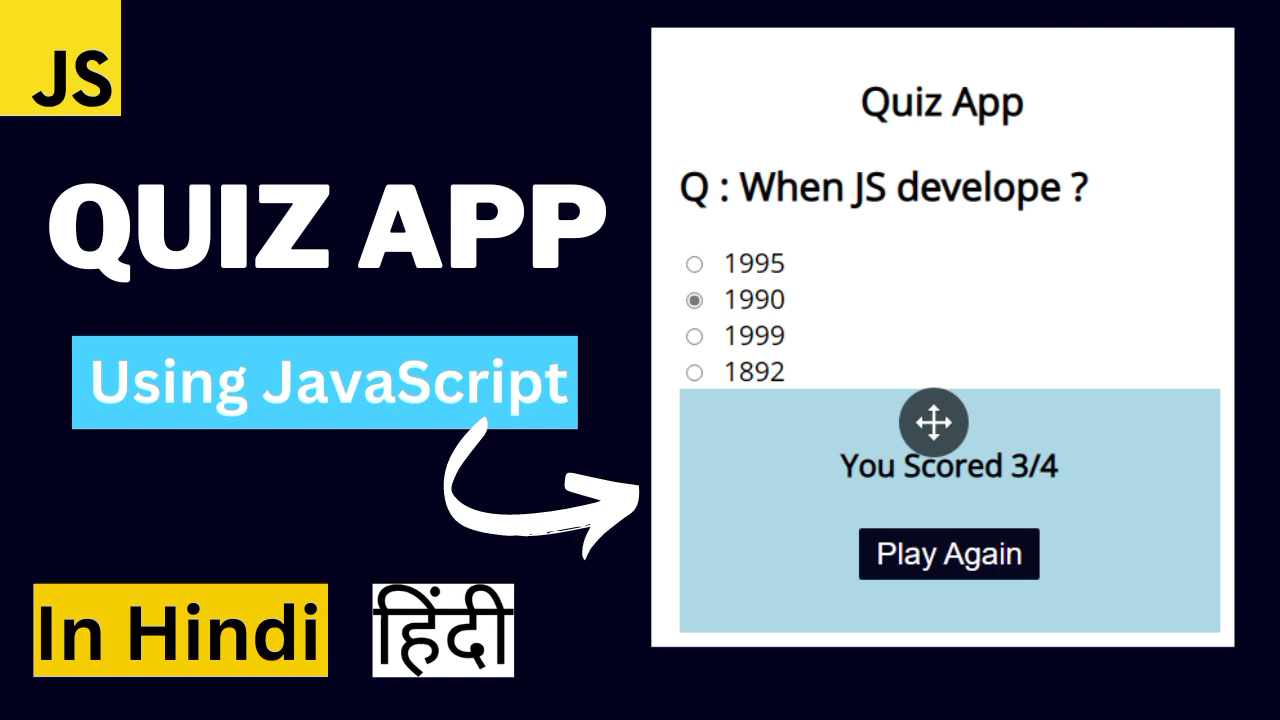 JS
QUIZ APP
Using JavaScript
In Hindi
हिंदी
Quiz App
Q : When JS develope ?
1995
1990
1999
1892
You Scored 3/4
Play Again